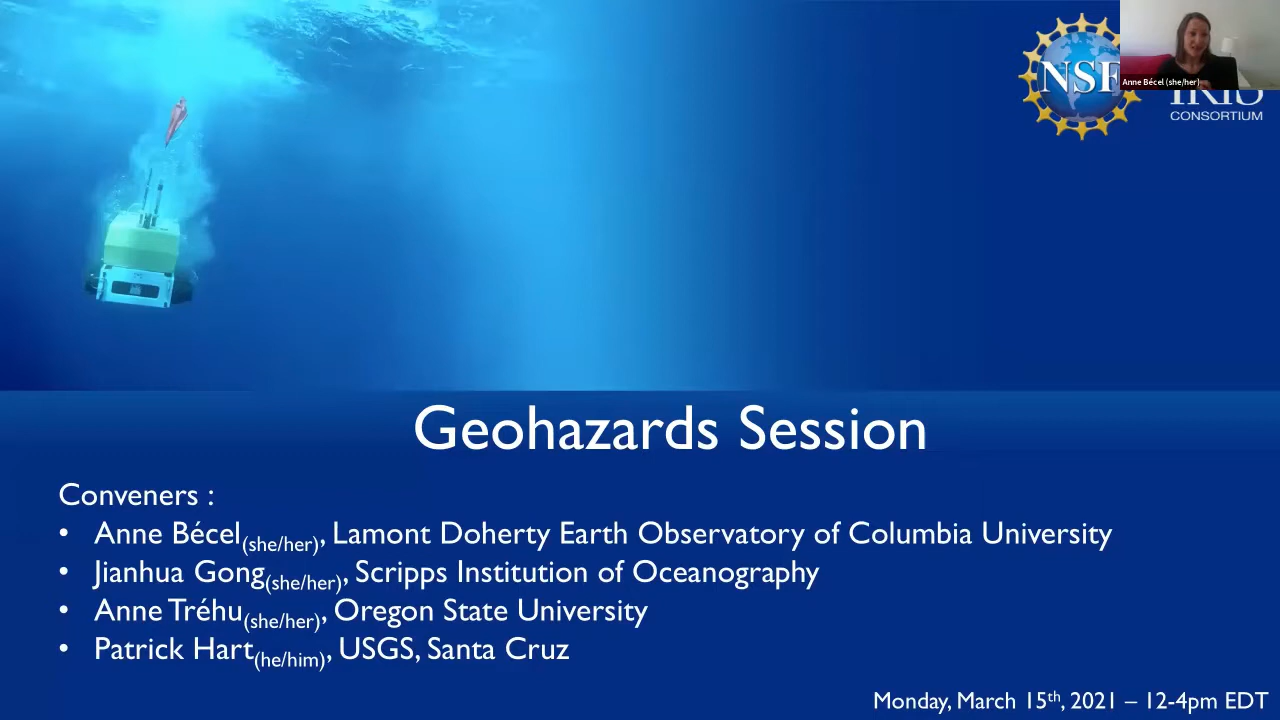 NSF
Anne Bécel (she/her)
IRIS
CONSORTIUM
Geohazards Session
Conveners :
• Anne Bécel(she/her), Lamont Doherty Earth Observatory of Columbia University
• Jianhua Gong(she/her), Scripps Institution of Oceanography
• Anne Tréhu(she/her), Oregon State University
• Patrick Hart(he/him), USGS, Santa Cruz
Monday, March 15th, 2021 – 12-4pm EDT